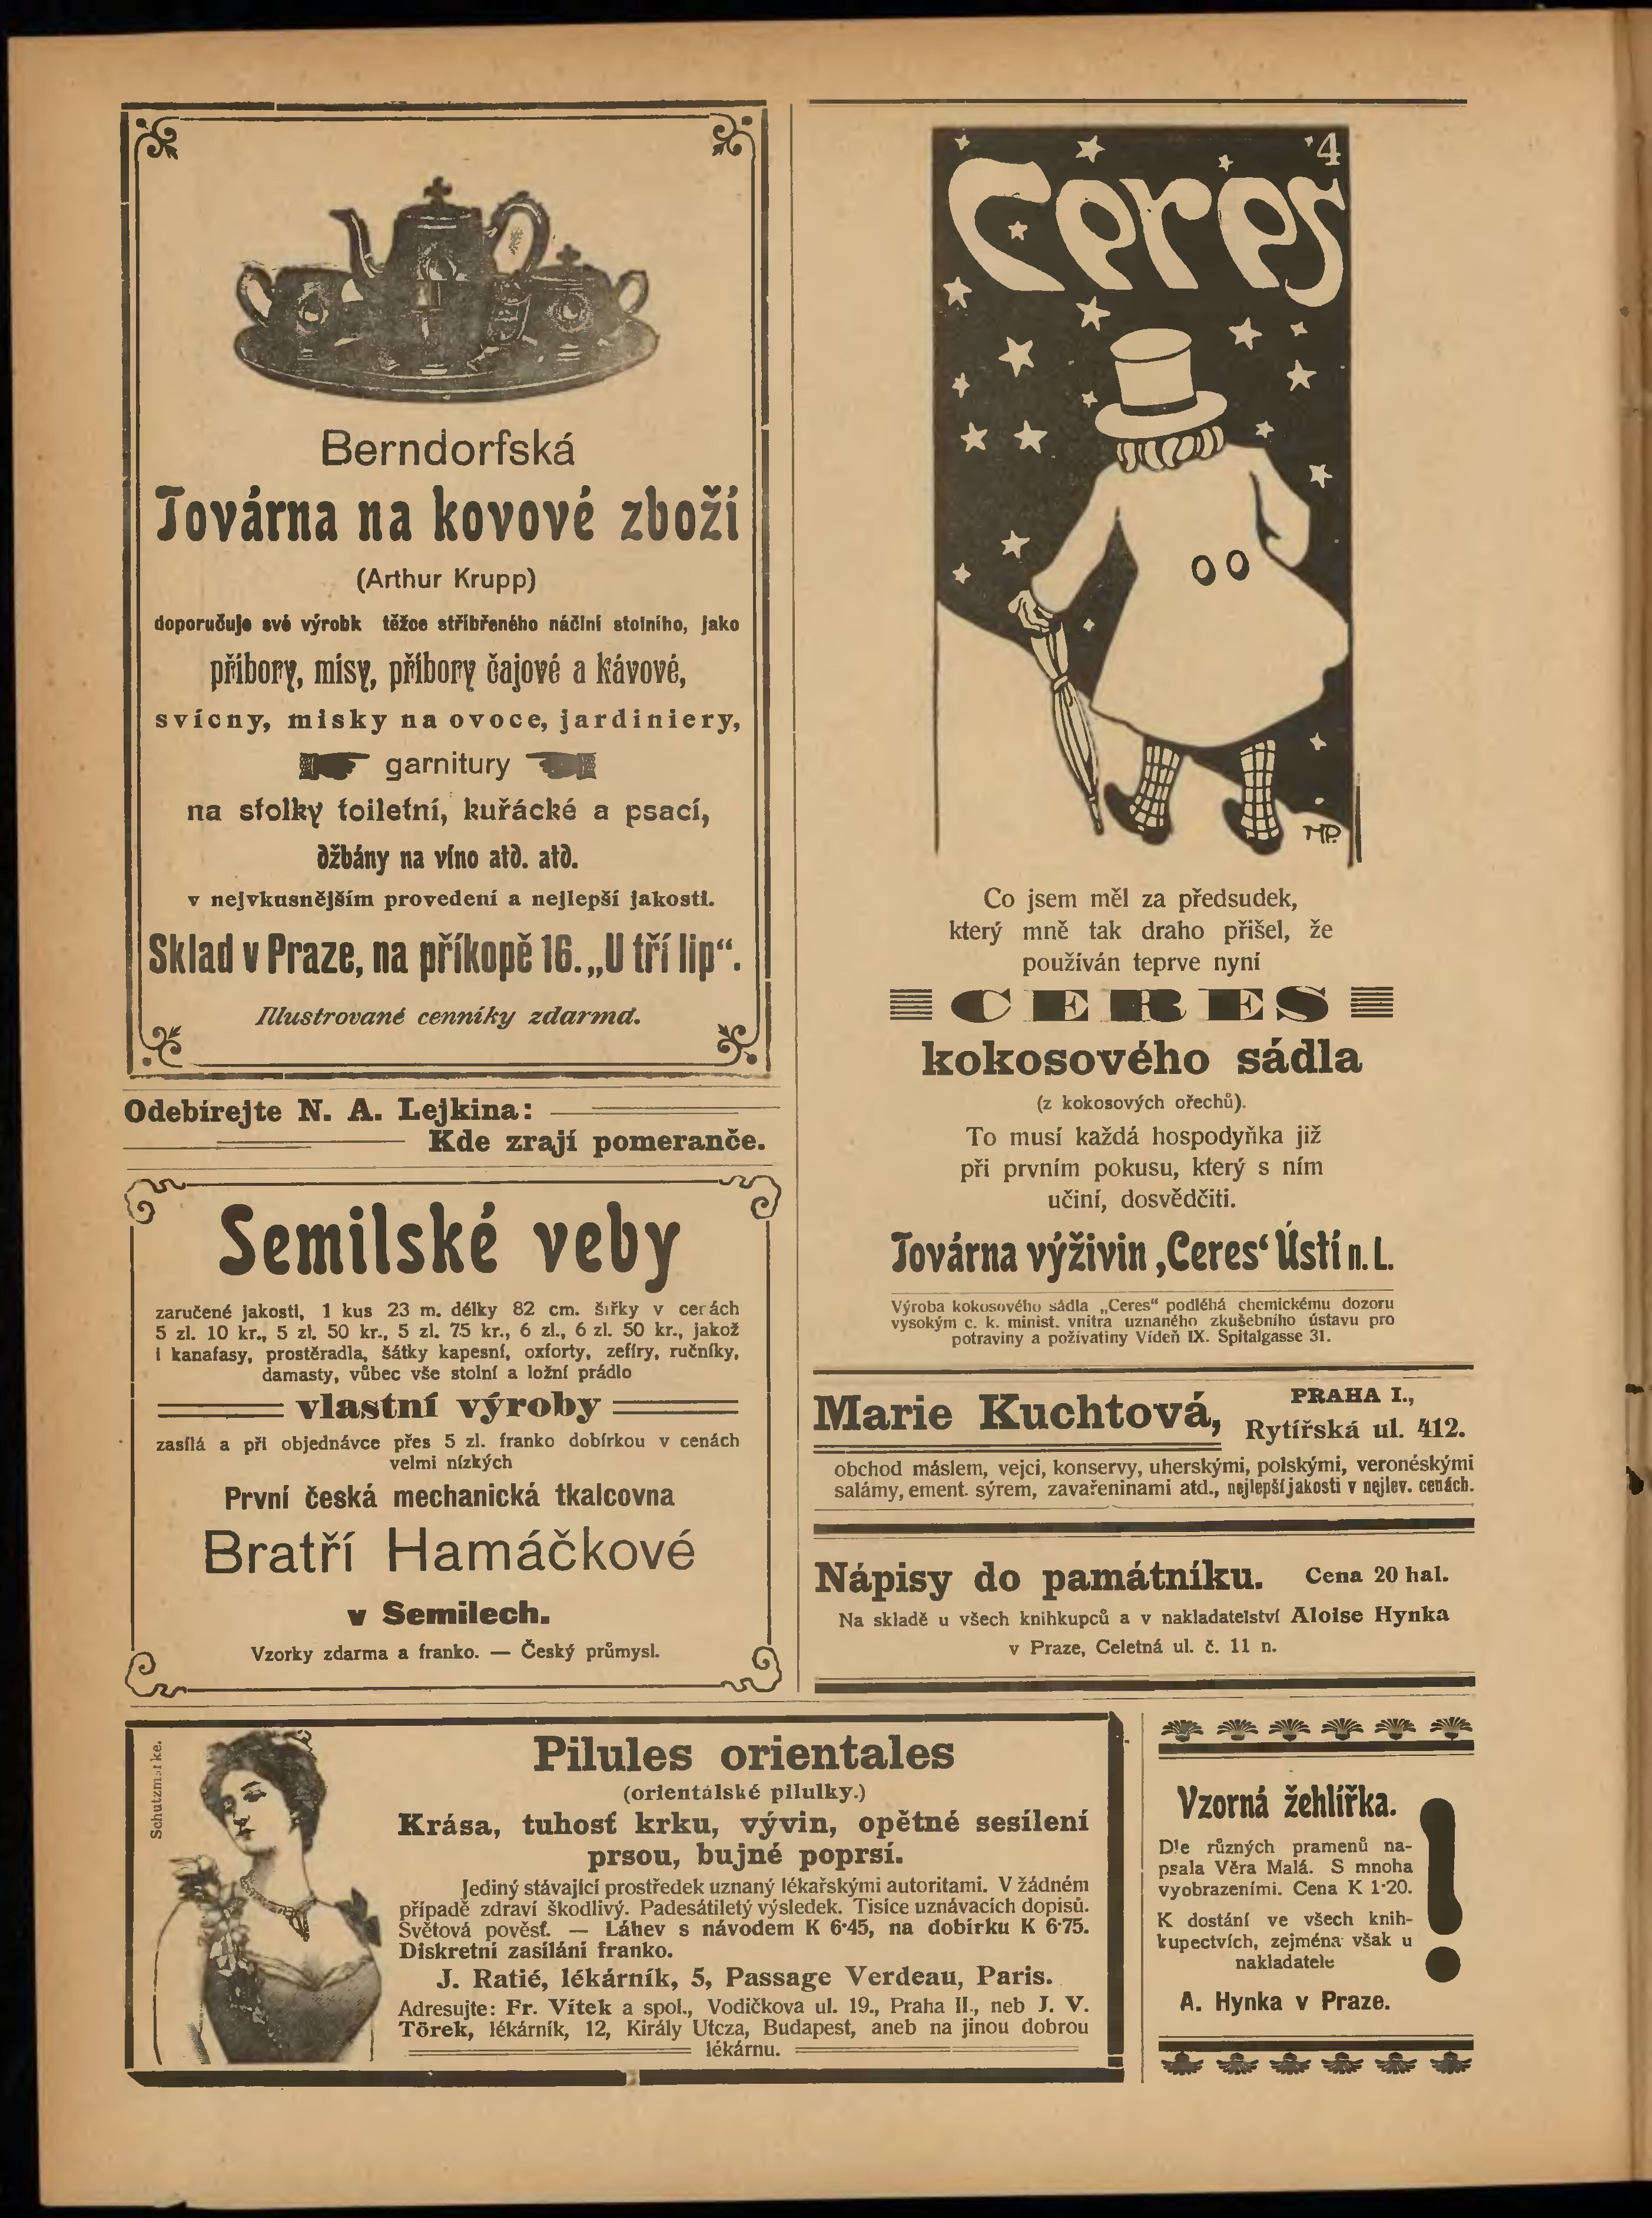 Berndorfská
Továrna na kovové zboží
(Arthur Krupp)
doporučuje své výrobk těžce stříbřeného náčiní stolního, jako
příbory, mísy, příbory čajové a kávové,
svícny, misky na ovoce, jardiniery,
garnitury
na stolky toiletní, kuřácké a psací,
džbány na víno atd. atd.
v nejvkusnějším provedení a nejlepší jakosti.
Sklad v Praze, na příkopě 16. „U tří lip“.
Illustrované cenníky zdarma.
Odebírejte N. A. Lejkina:
Kde zrají pomeranče.
Semilské veby
zaručené jakosti, 1 kus 23 m. délky 82 cm. šířky v cenách
5 zl. 10 kr., 5 zl. 50 kr., 5 zl. 75 kr., 6 zl., 6 zl. 50 kr., jakož
i kanafasy, prostěradla, šátky kapesní, oxforty, zefíry, ručníky,
damasty, vůbec vše stolní a ložní prádlo
vlastní výroby
zasílá a při objednávce přes 5 zl. franko dobírkou v cenách
velmi nízkých
První česká mechanická tkalcovna
Bratří Hamáčkové
v Semilech.
Vzorky zdarma a franko. — Český průmysl.
Ceres
'4
MP.
Co jsem měl za předsudek,
který mně tak draho přišel, že
používán teprve nyní
CERES
kokosového sádla
(z kokosových ořechů).
To musí každá hospodyňka již
při prvním pokusu, který s ním
učiní, dosvědčiti.
Továrna výživin ‚Ceres‘ Ústí n. L.
Výroba kokosového sádla „Ceres“ podléhá chemickému dozoru
vysokým c. k. minist. vnitra uznaného zkušebního ústavu pro
potraviny a poživatiny Vídeň IX. Spitalgasse 31.
Marie Kuchtová, PRAHA I.,
Rytířská ul. 412.
obchod máslem, vejci, konservy, uherskými, polskými, veronéskými
salámy, ement. sýrem, zavařeninami atd., nejlepší jakosti v nejlev. cenách.
Nápisy do památníku. Cena 20 hal.
Na skladě u všech knihkupců a v nakladatelství Aloise Hynka
v Praze, Celetná ul. č. 11 n.
Schutzmarke.
Pilules orientales
(orientálské pilulky.)
Krása, tuhosť krku, vývin, opětné sesílení
prsou, bujné poprsí.
Jediný stávající prostředek uznaný lékařskými autoritami. V žádném
případě zdraví škodlivý. Padesátiletý výsledek. Tisíce uznávacích dopisů.
Světová pověsť. — Láhev s návodem K 6·45, na dobírku K 6·75.
Diskretní zasílání franko.
J. Ratié, lékárník, 5, Passage Verdeau, Paris.
Adresujte: Fr. Vítek a spol., Vodičkova ul. 19., Praha II., neb J. V.
Törek, lékárník, 12, Király Utcza, Budapest, aneb na jinou dobrou
lékárnu.
Vzorná žehlířka. !
Dle různých pramenů na-
psala Věra Malá. S mnoha
vyobrazeními. Cena K 1·20.
K dostání ve všech knih-
kupectvích, zejména však u
nakladatele
A. Hynka v Praze.